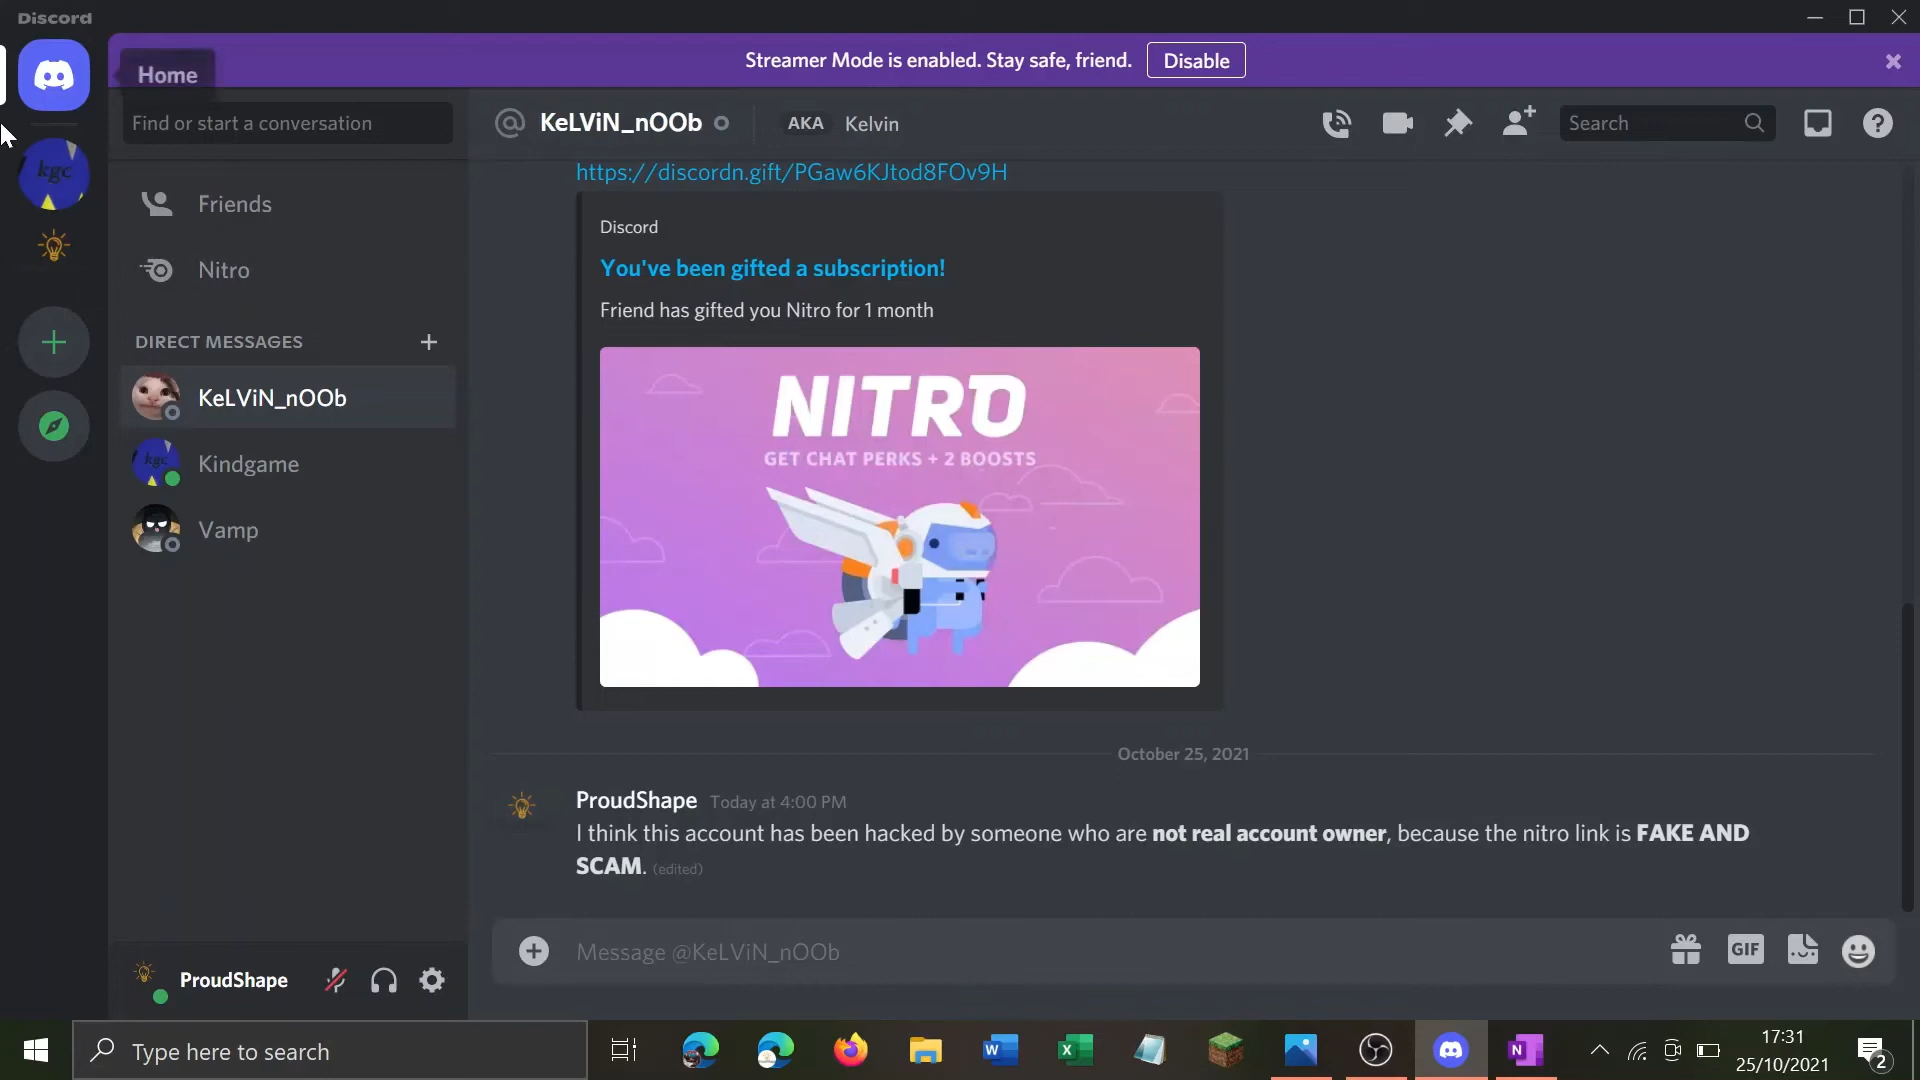 Discord
Streamer Mode is enabled. Stay safe, friend. Disable
Home
Find or start a conversation
KeLViN_nOOb AKA Kelvin
Search
https://discordn.gift/PGaw6KJtod8FOv9H
kgc
Friends
Nitro
DIRECT MESSAGES
KeLViN_nOOb
kgc
Kindgame
Vamp
Discord
You've been gifted a subscription!
Friend has gifted you Nitro for 1 month
NITRO
GET CHAT PERKS + 2 BOOSTS
October 25, 2021
ProudShape Today at 4:00 PM
I think this account has been hacked by someone who are not real account owner, because the nitro link is FAKE AND
SCAM. (edited)
Message @KeLViN_nOOb
GIF
ProudShape
Type here to search
W
X
N
17:31
25/10/2021
2